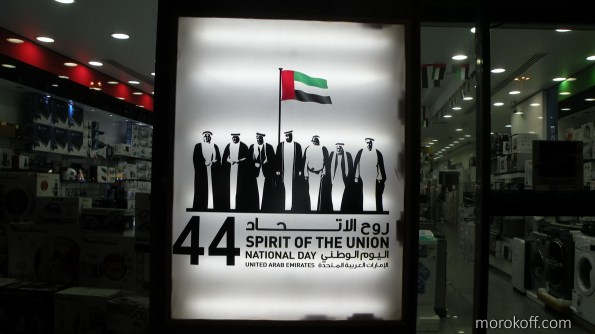 44
روح الاتحاد
SPIRIT OF THE UNION
NATIONAL DAY اليوم الوطني
UNITED ARAB EMIRATES الإمارات العربية المتحدة
morokoff.com